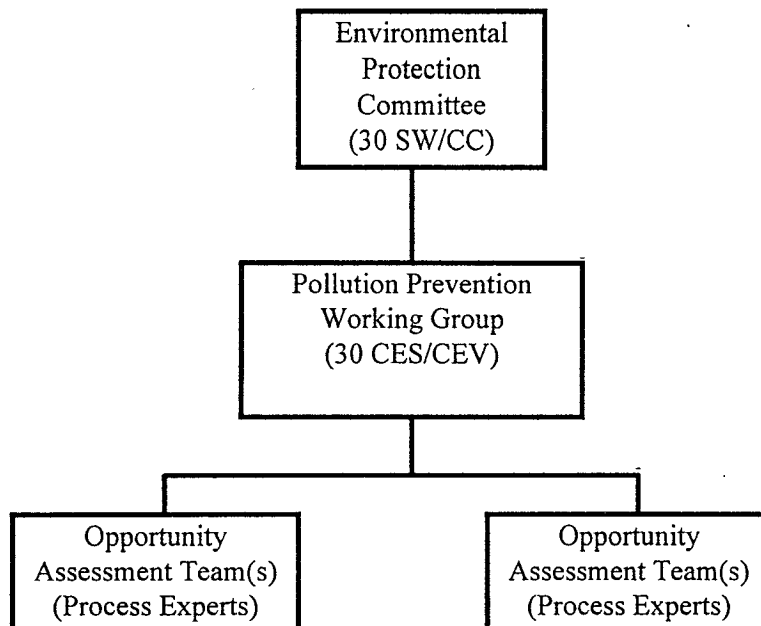 Environmental
Protection
Committee
(30 SW/CC)
Pollution Prevention
Working Group
(30 CES/CEV)
Opportunity
Assessment Team(s)
(Process Experts)
Opportunity
Assessment Team(s)
(Process Experts)